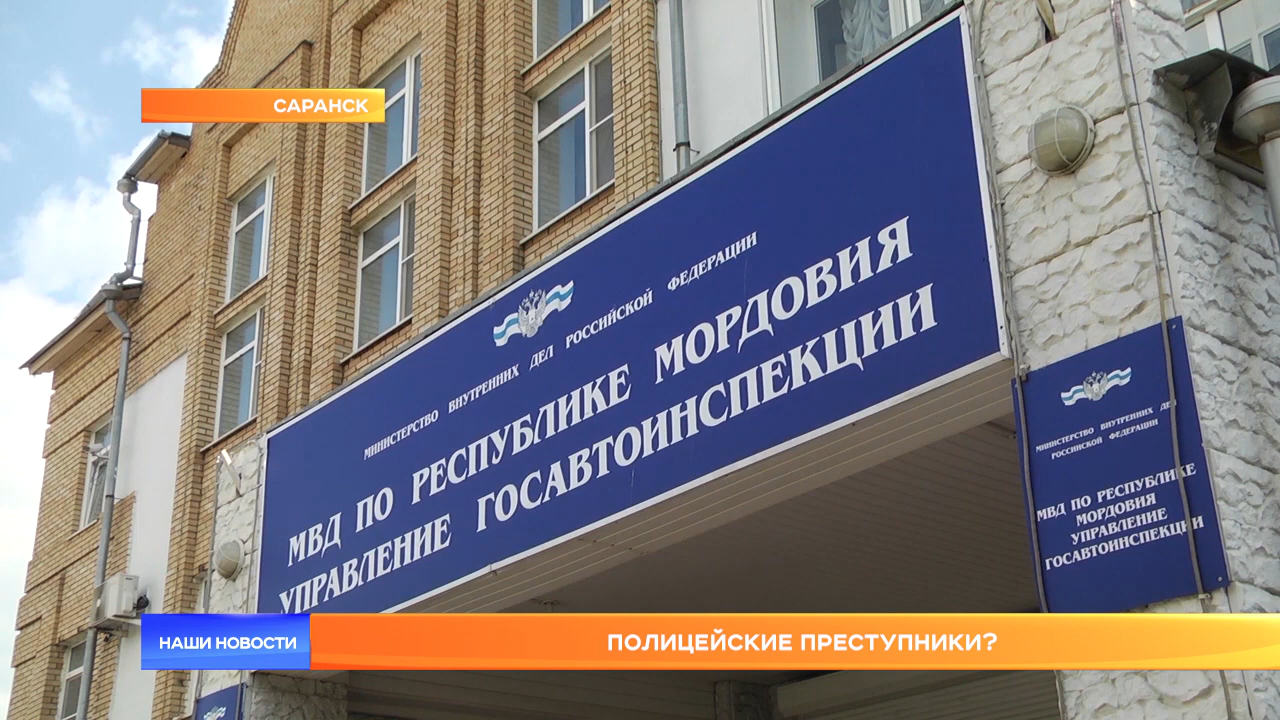 САРАНСК
МИНИСТЕРСТВО ВНУТРЕННИХ ДЕЛ РОССИЙСКОЙ ФЕДЕРАЦИИ
МВД ПО РЕСПУБЛИКЕ МОРДОВИЯ
УПРАВЛЕНИЕ ГОСАВТОИНСПЕКЦИИ
МИНИСТЕРСТВО ВНУТРЕННИХ ДЕЛ
РОССИЙСКОЙ ФЕДЕРАЦИИ
МВД ПО РЕСПУБЛИКЕ
МОРДОВИЯ
УПРАВЛЕНИЕ
ГОСАВТОИНСПЕКЦИИ
НАШИ НОВОСТИ
ПОЛИЦЕЙСКИЕ ПРЕСТУПНИКИ?